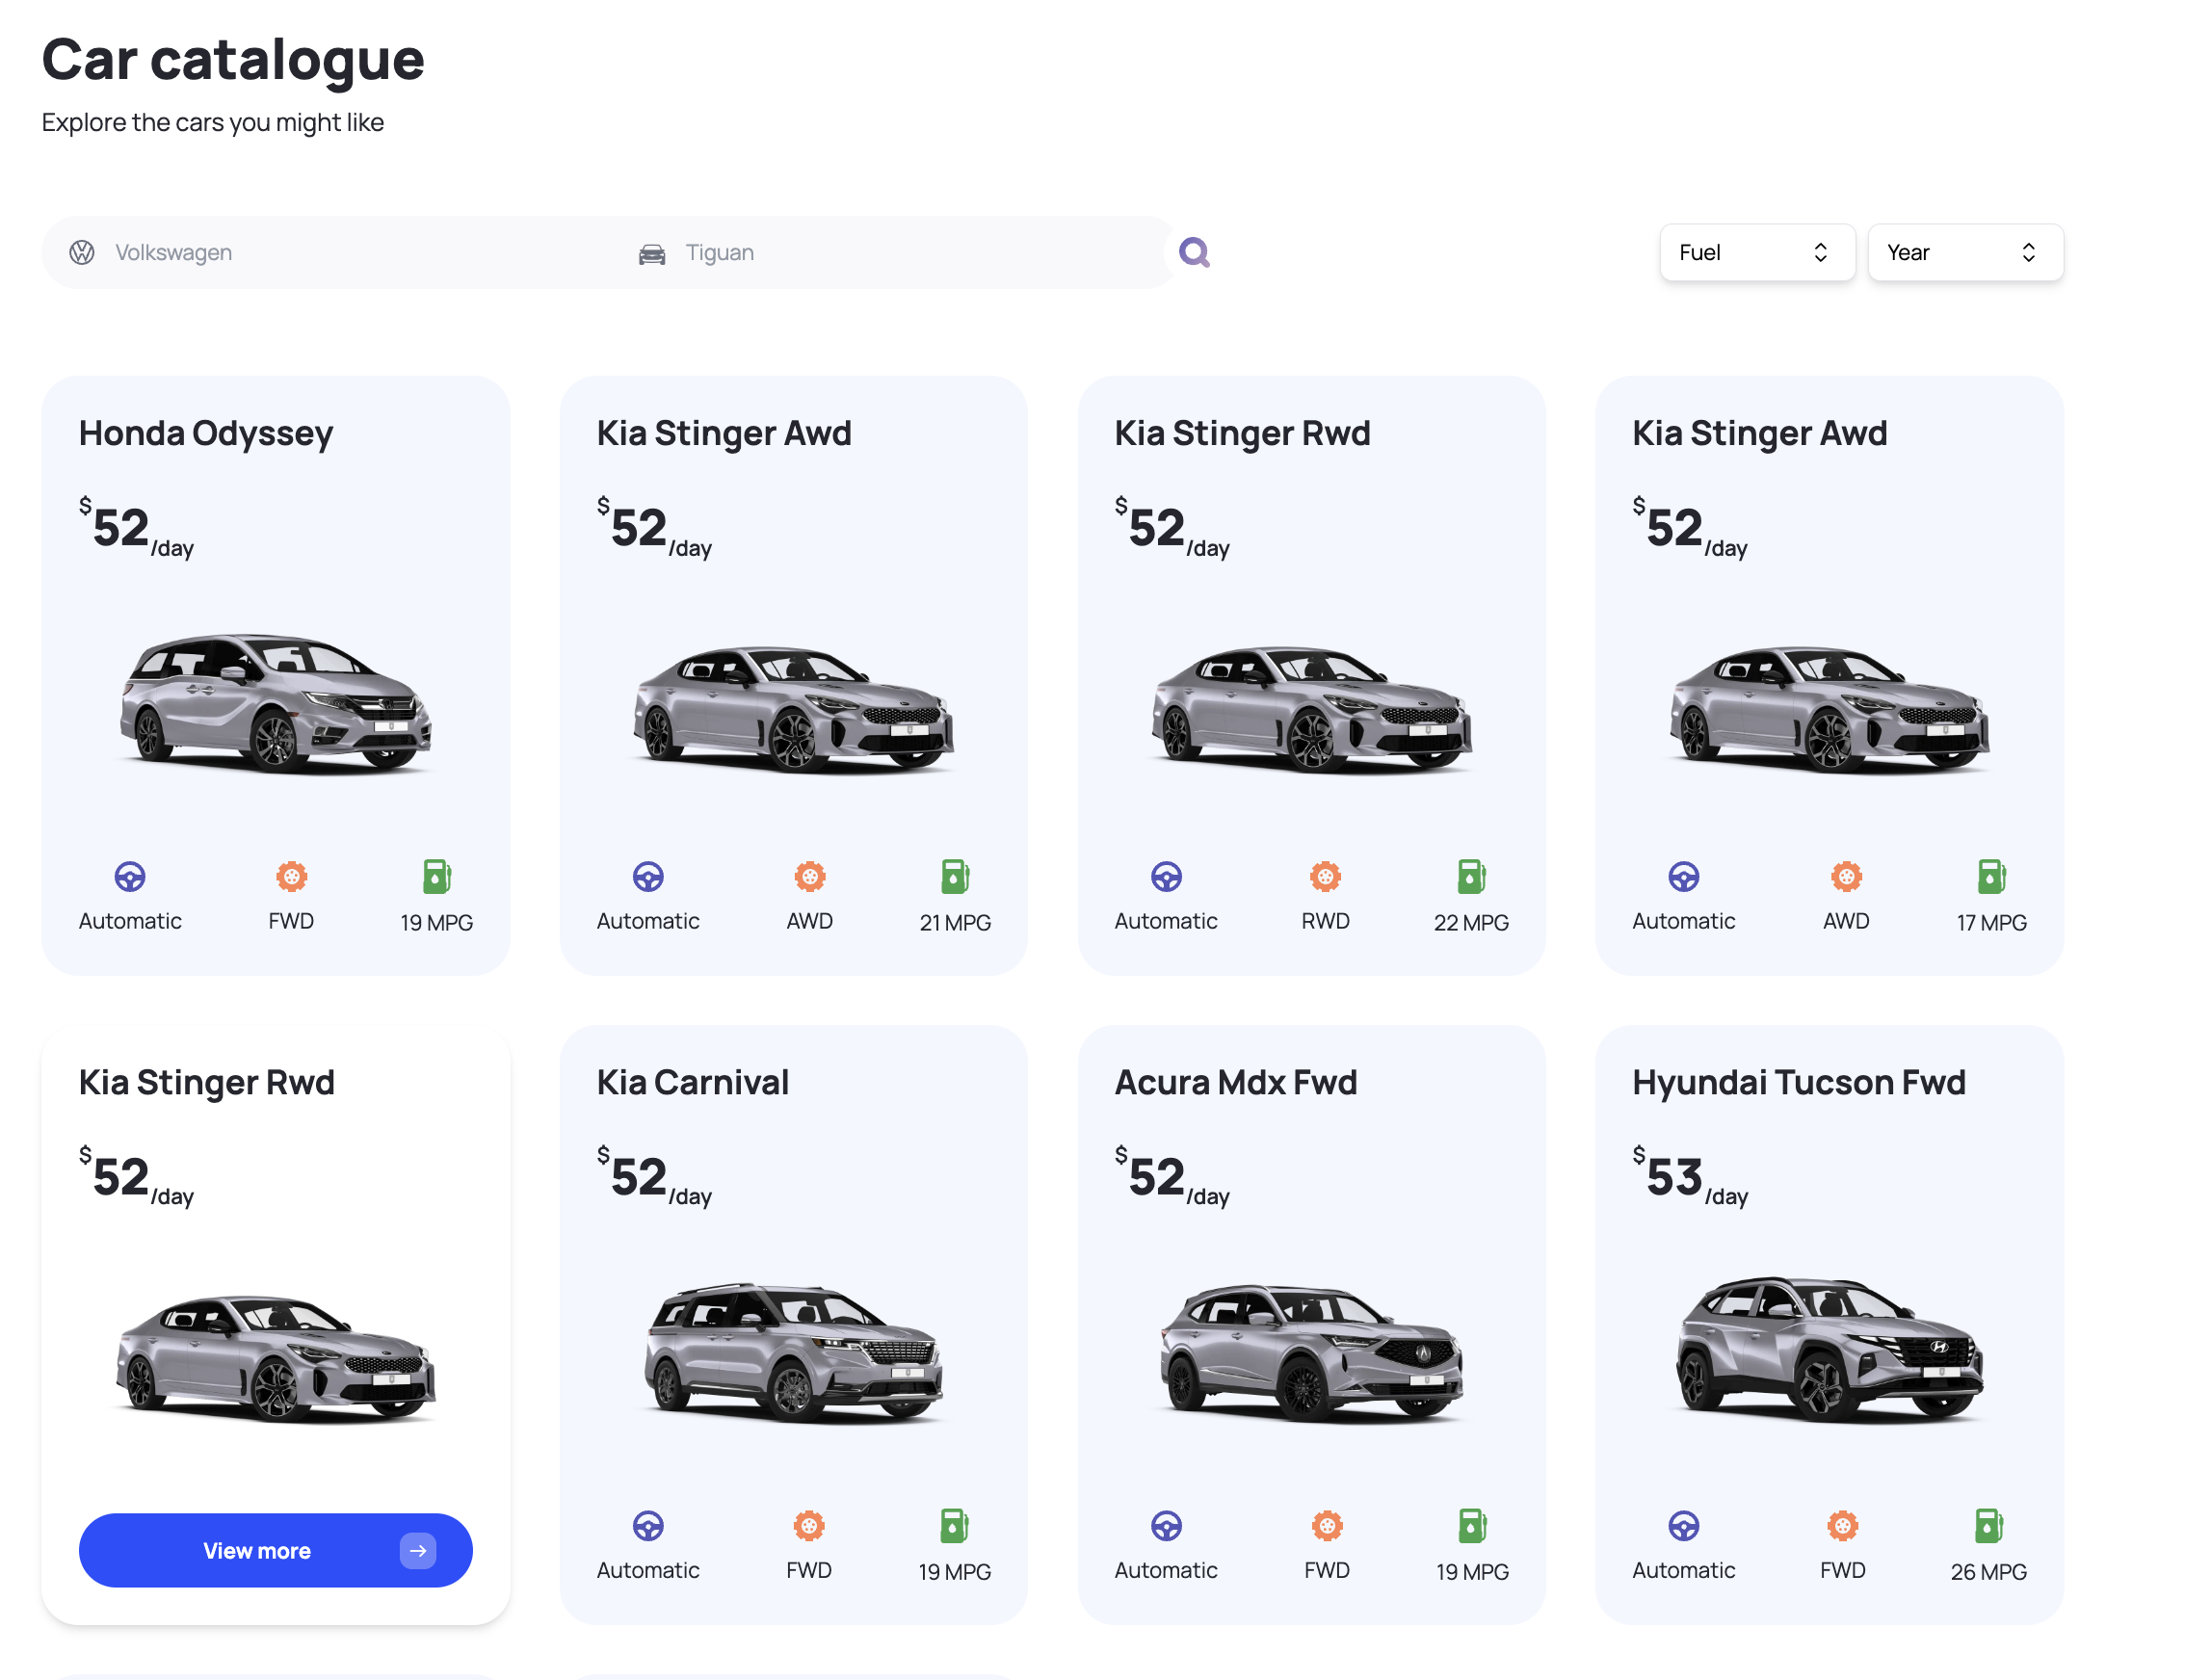 Car catalogue
Explore the cars you might like
Volkswagen
Tiguan
Fuel
Year
Honda Odyssey
$52/day
Automatic
FWD
19 MPG
Kia Stinger Awd
$52/day
Automatic
AWD
21 MPG
Kia Stinger Rwd
$52/day
Automatic
RWD
22 MPG
Kia Stinger Awd
$52/day
Automatic
AWD
17 MPG
Kia Stinger Rwd
$52/day
View more
Kia Carnival
$52/day
Automatic
FWD
19 MPG
Acura Mdx Fwd
$52/day
Automatic
FWD
19 MPG
Hyundai Tucson Fwd
$53/day
Automatic
FWD
26 MPG